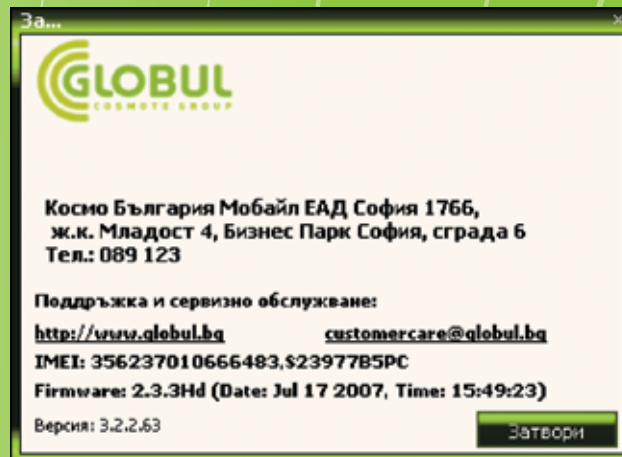 За...
GLOBUL
COSMOTE GROUP
Космо България Мобайл ЕАД София 1766,
ж.к. Младост 4, Бизнес Парк София, сграда 6
Тел.: 089 123
Поддръжка и сервизно обслужване:
http://www.globul.bg customercare@globul.bg
IMEI: 356237010666483,S23977B5PC
Firmware: 2.3.3Hd (Date: Jul 17 2007, Time: 15:49:23)
Версия: 3.2.2.63
Затвори